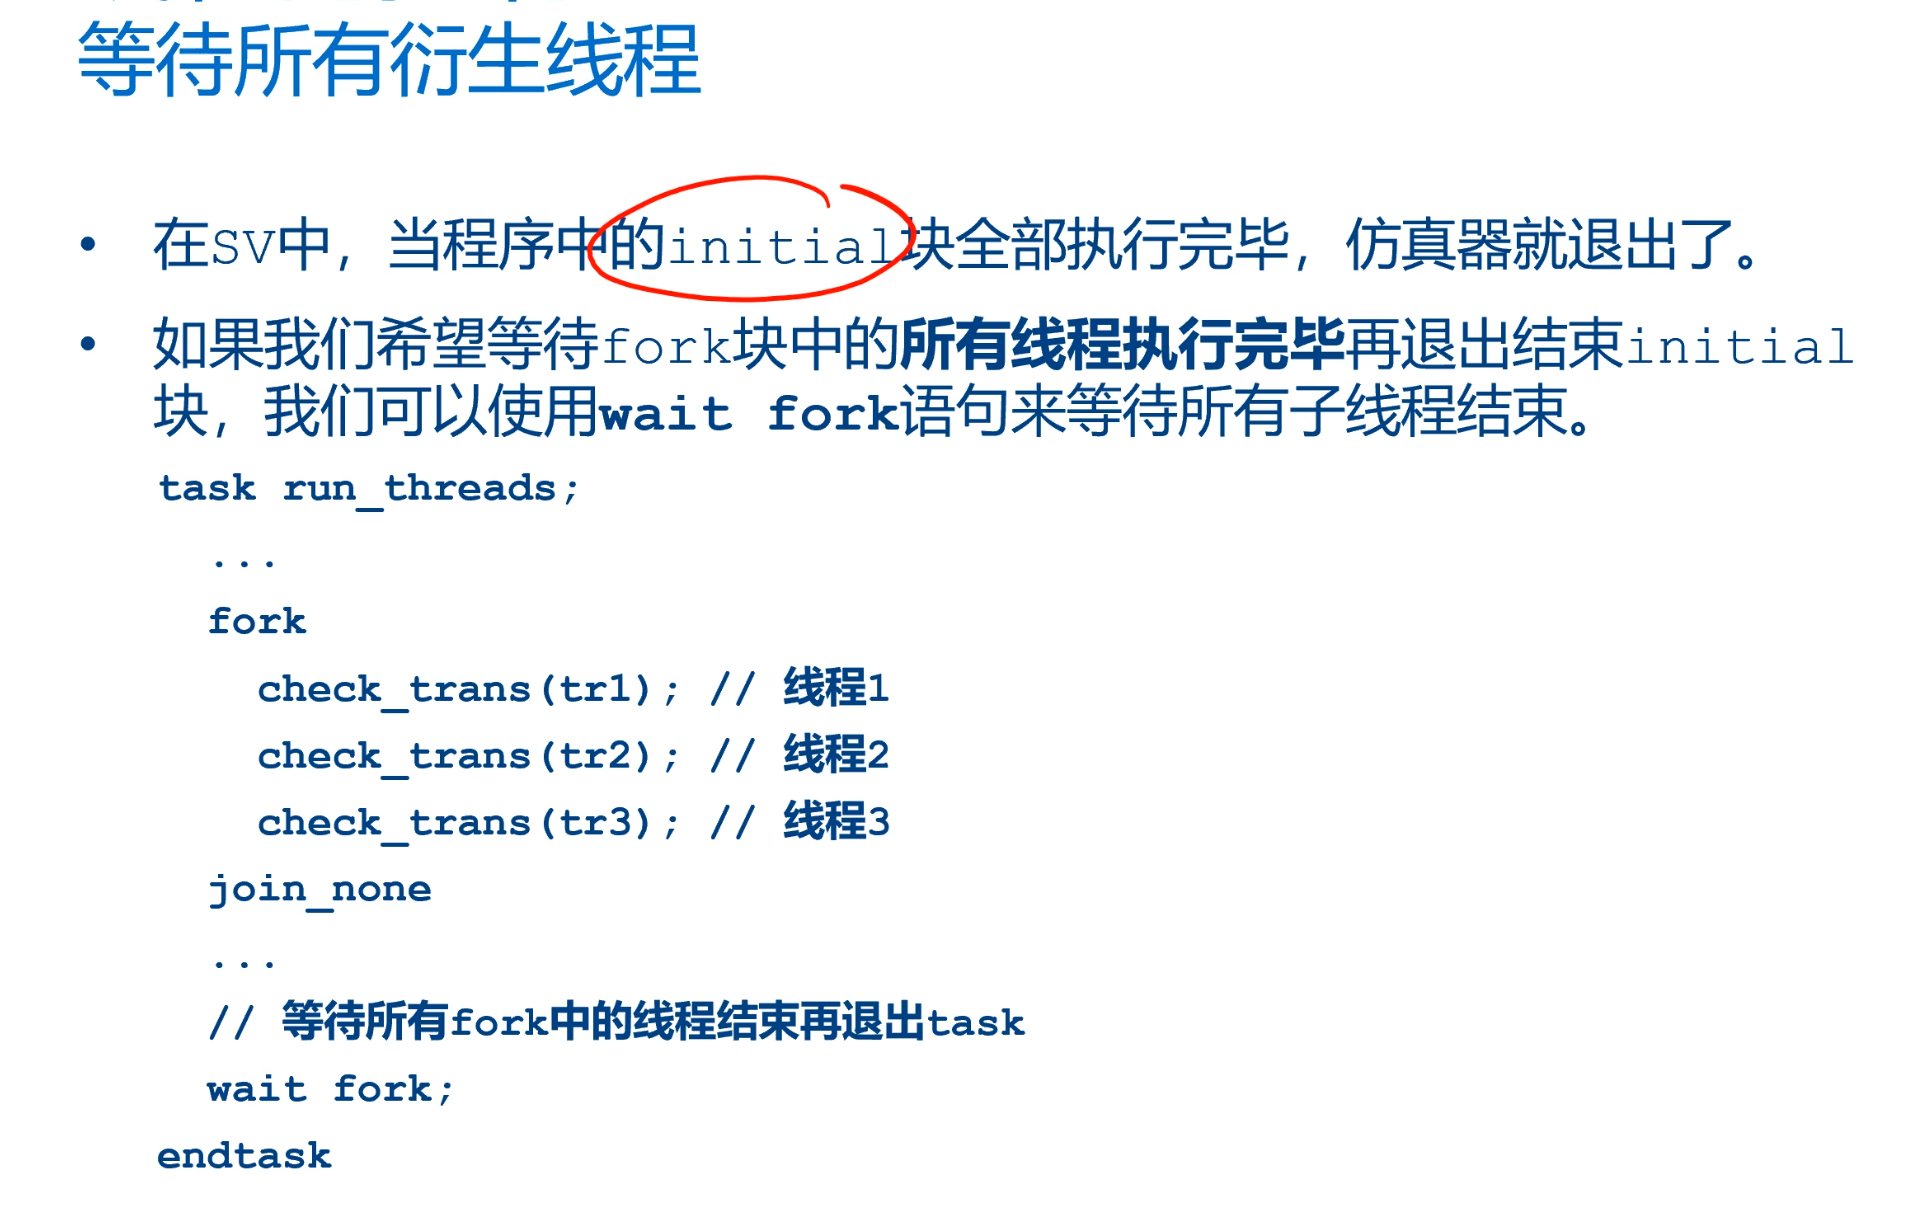 等待所有衍生线程
• 在SV中，当程序中的initial块全部执行完毕，仿真器就退出了。
• 如果我们希望等待fork块中的所有线程执行完毕再退出结束initial
块，我们可以使用wait fork语句来等待所有子线程结束。
task run_threads;
...
fork
check_trans(tr1); // 线程1
check_trans(tr2); // 线程2
check_trans(tr3); // 线程3
join_none
...
// 等待所有fork中的线程结束再退出task
wait fork;
endtask